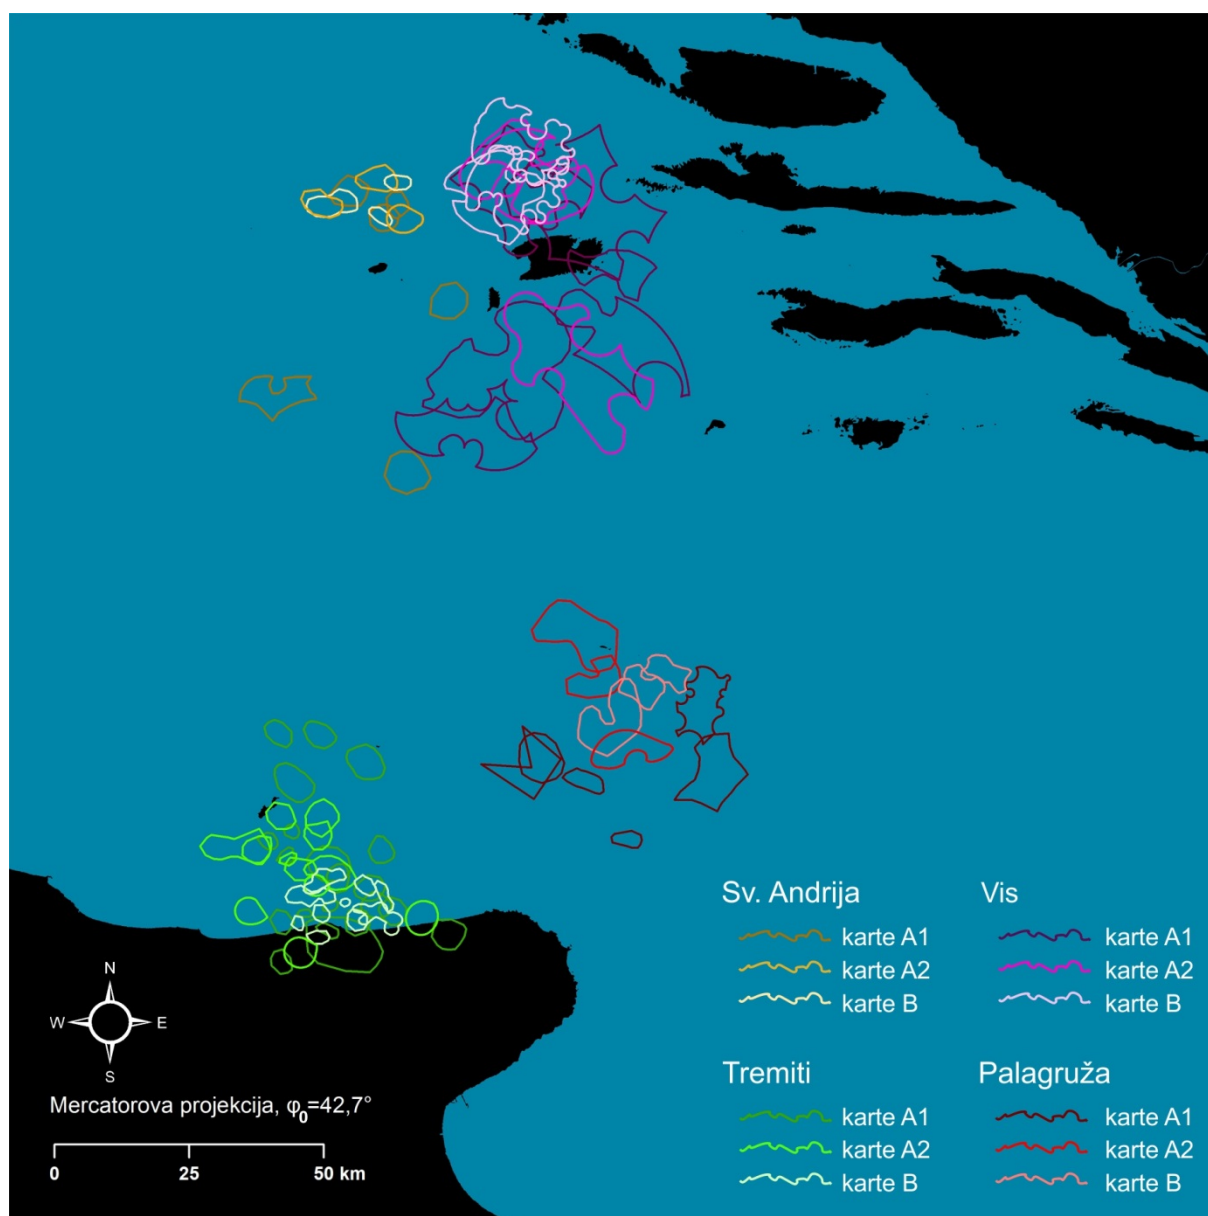 Sv. Andrija
karte A1
karte A2
karte B
Vis
karte A1
karte A2
karte B
N
W E
S
Mercatorova projekcija, φ₀=42,7°
0 25 50 km
Tremiti
karte A1
karte A2
karte B
Palagruža
karte A1
karte A2
karte B